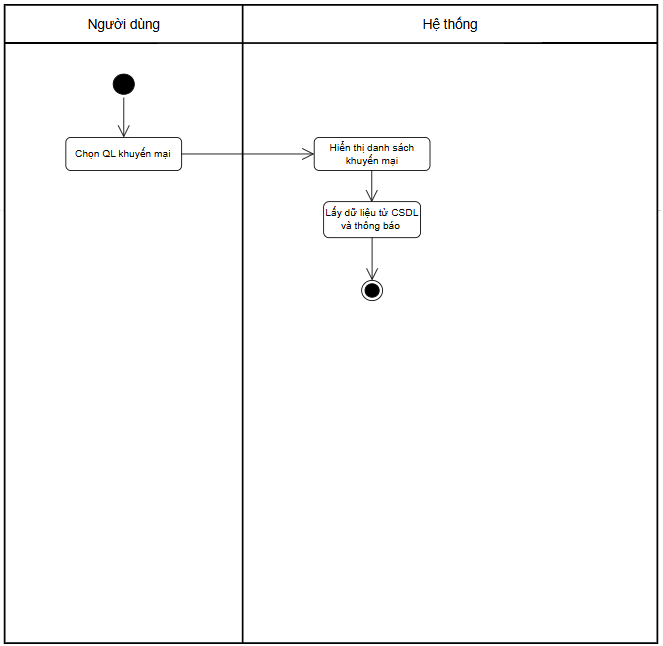 Người dùng
Hệ thống
Chọn QL khuyến mại
Hiển thị danh sách
khuyến mại
Lấy dữ liệu từ CSDL
và thông báo